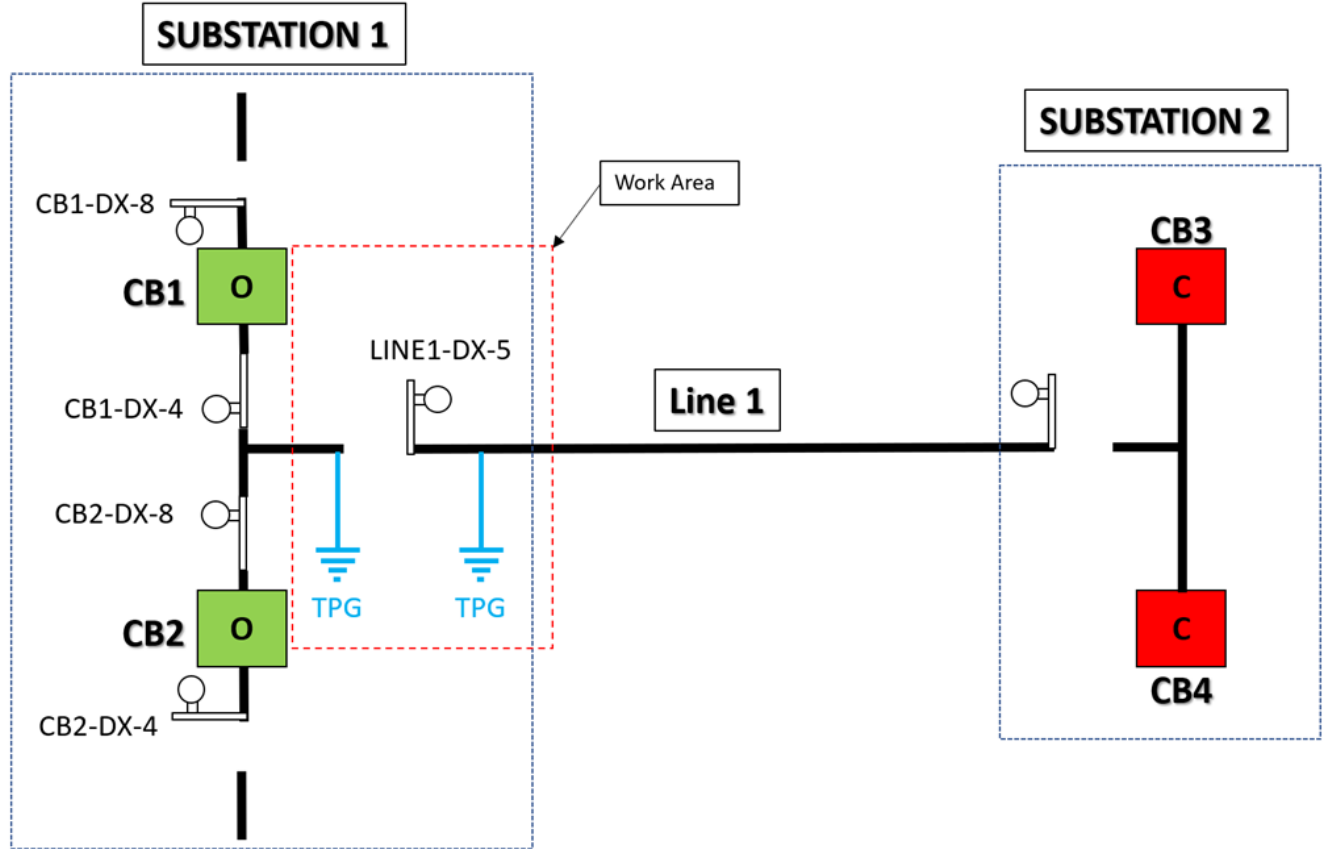 SUBSTATION 1
SUBSTATION 2
Work Area
CB1-DX-8
CB3
CB1
O
C
LINE1-DX-5
CB1-DX-4
Line 1
CB2-DX-8
TPG
TPG
CB2
O
C
CB4
CB2-DX-4